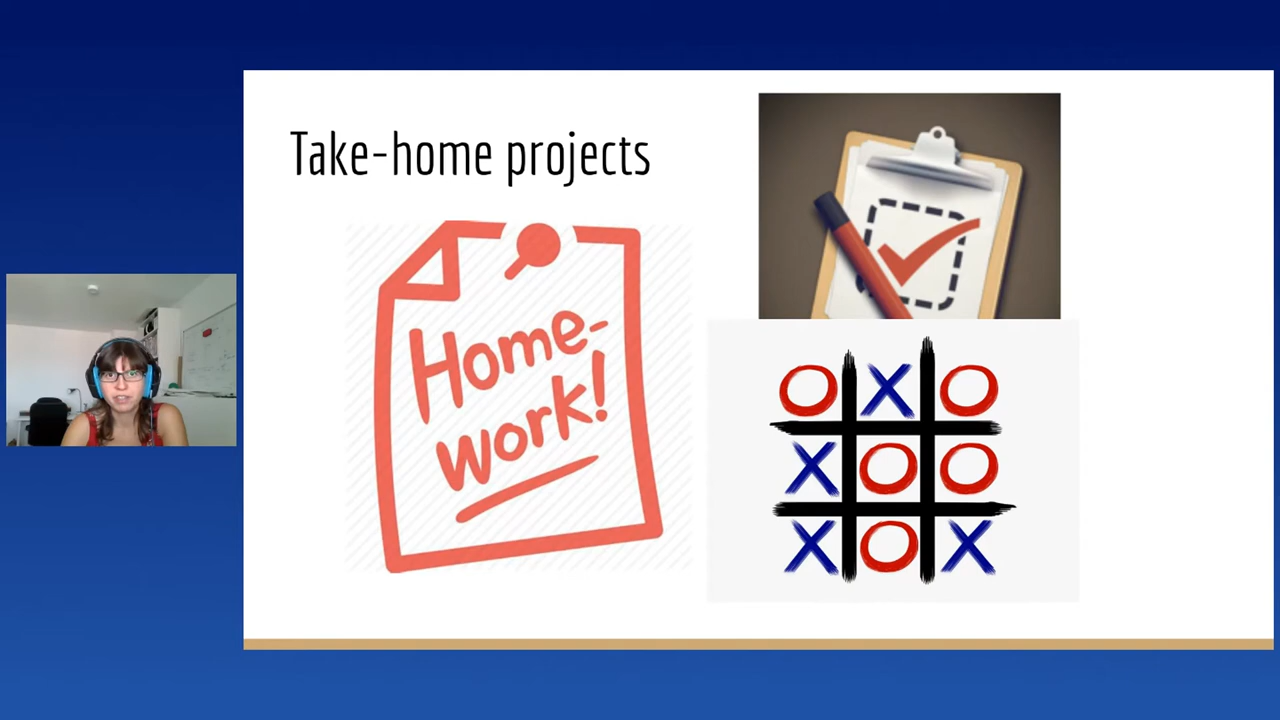 Take-home projects
Home-
work!
O X O
X O O
X O X